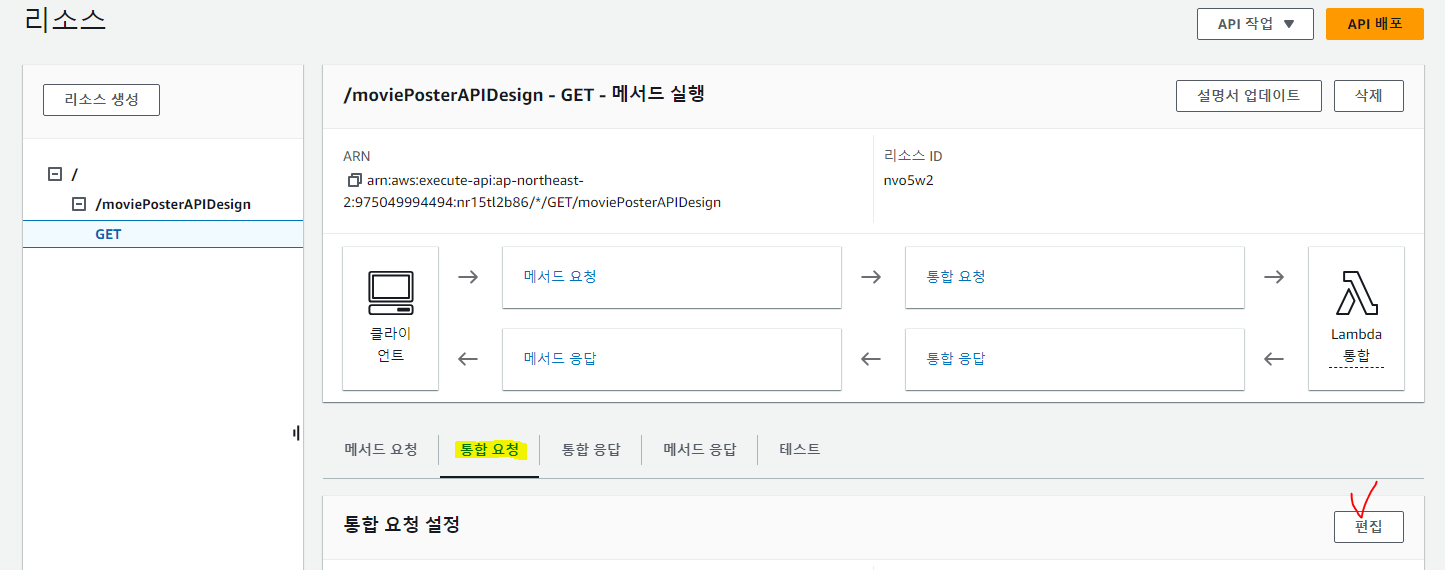 리소스
API 작업
API 배포
리소스 생성
/
/moviePosterAPIDesign
GET
/moviePosterAPIDesign - GET - 메서드 실행
설명서 업데이트
삭제
ARN
arn:aws:execute-api:ap-northeast-
2:975049994494:nr15tl2b86/*/GET/moviePosterAPIDesign
리소스 ID
nvo5w2
클라이
언트
메서드 요청
통합 요청
Lambda
통합
메서드 응답
통합 응답
메서드 요청
통합 요청
통합 응답
메서드 응답
테스트
통합 요청 설정
편집